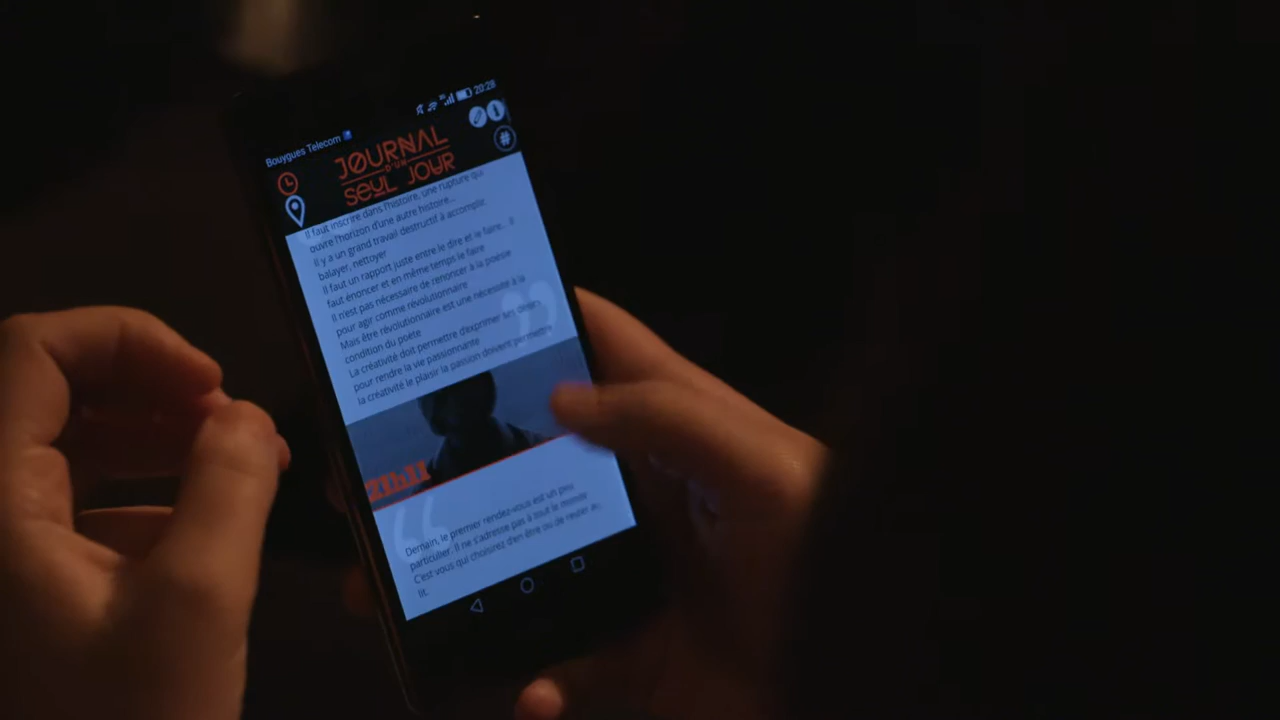 Bouygues Telecom
20:28
JOURNAL
D'UN
SEUL JOUR
Il faut inscrire dans l'histoire, une rupture qui
ouvre l'horizon d'une autre histoire...
Il y a un grand travail destructif à accomplir.
balayer, nettoyer
Il faut un rapport juste entre le dire et le faire.. il
faut énoncer et en même temps le faire
Il n'est pas nécessaire de renoncer à la poésie
pour agir comme révolutionnaire
Mais être révolutionnaire est une nécessité à la
condition du poète
La créativité doit permettre d'exprimer ses désirs
pour rendre la vie passionnante
la créativité le plaisir la passion doivent permettre
21h11
Demain, le premier rendez-vous est un peu
particulier. Il ne s'adresse pas à tout le monde
C'est vous qui choisirez d'en être ou de rester au
lit.